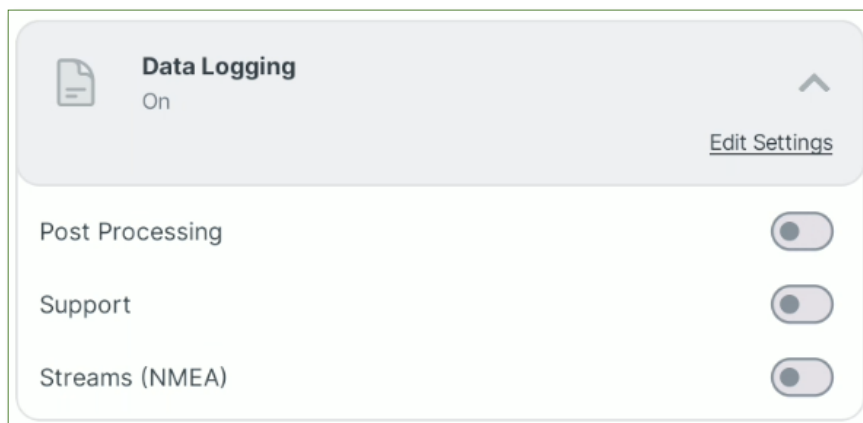 Data Logging
On
Edit Settings
Post Processing
Support
Streams (NMEA)